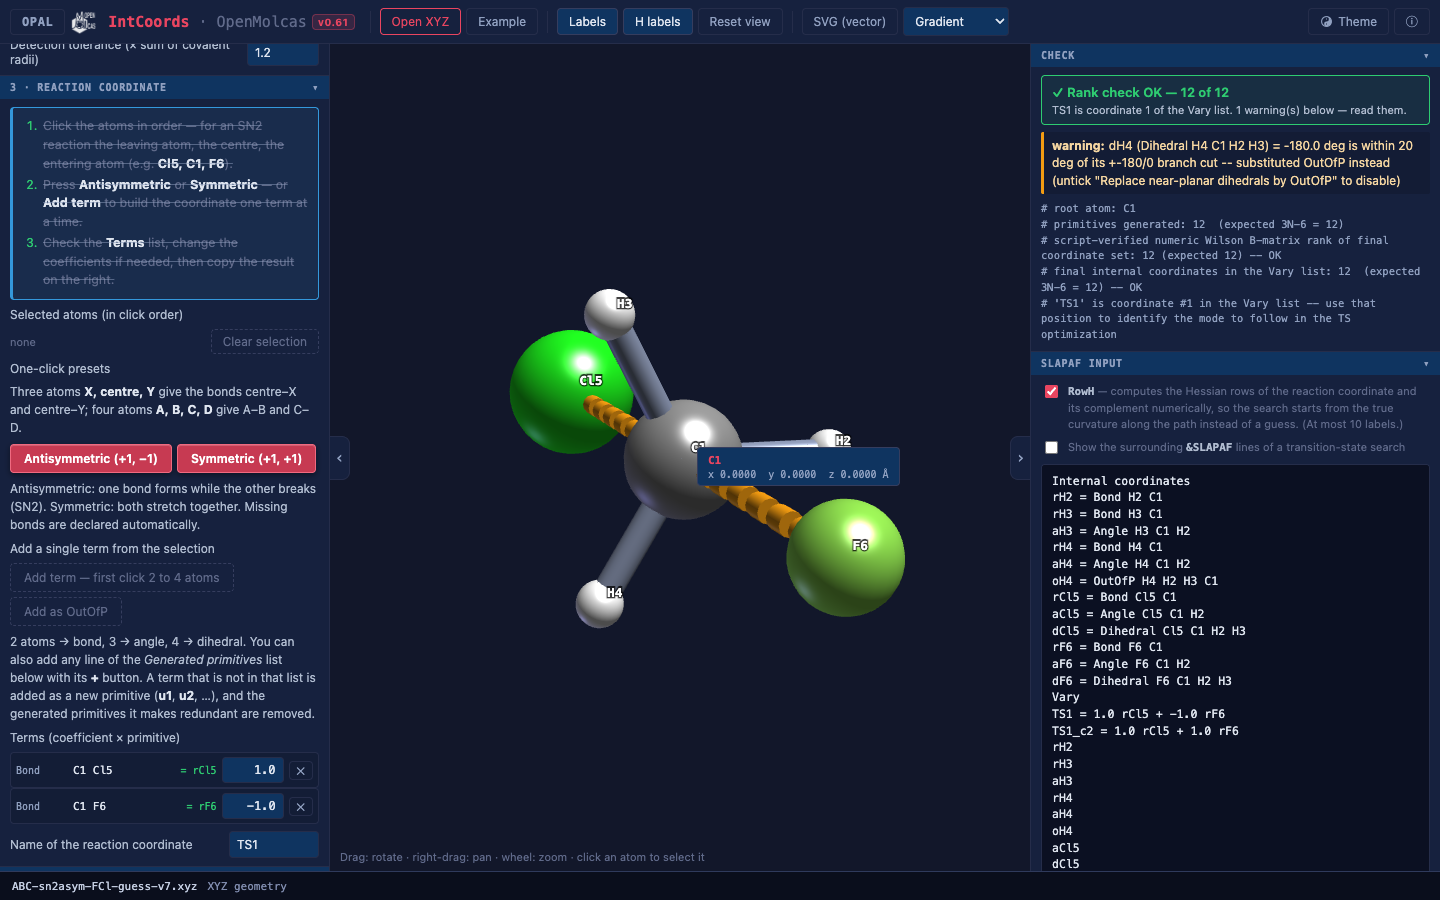 OPAL
OPEN
MOLCAS
IntCoords · OpenMolcas v0.61
Open XYZ
Example
Labels
H labels
Reset view
SVG (vector)
Gradient
Theme
Detection tolerance (× sum of covalent
radii)
1.2
3 · REACTION COORDINATE
1. Click the atoms in order — for an SN2
reaction the leaving atom, the centre, the
entering atom (e.g. Cl5, C1, F6).
2. Press Antisymmetric or Symmetric — or
Add term to build the coordinate one term at
a time.
3. Check the Terms list, change the
coefficients if needed, then copy the result
on the right.
Selected atoms (in click order)
none
Clear selection
One-click presets
Three atoms X, centre, Y give the bonds centre–X
and centre–Y; four atoms A, B, C, D give A–B and C–
D.
Antisymmetric (+1, −1)
Symmetric (+1, +1)
Antisymmetric: one bond forms while the other breaks
(SN2). Symmetric: both stretch together. Missing
bonds are declared automatically.
Add a single term from the selection
Add term — first click 2 to 4 atoms
Add as OutOfP
2 atoms → bond, 3 → angle, 4 → dihedral. You can
also add any line of the Generated primitives list
below with its + button. A term that is not in that list is
added as a new primitive (u1, u2, …), and the
generated primitives it makes redundant are removed.
Terms (coefficient × primitive)
Bond C1 Cl5 = rCl5 1.0 ×
Bond C1 F6 = rF6 −1.0 ×
Name of the reaction coordinate
TS1
H3
Cl5
C1
H2
C1
x 0.0000 y 0.0000 z 0.0000 Å
F6
H4
Drag: rotate · right-drag: pan · wheel: zoom · click an atom to select it
CHECK
✓ Rank check OK — 12 of 12
TS1 is coordinate 1 of the Vary list. 1 warning(s) below — read them.
warning: dH4 (Dihedral H4 C1 H2 H3) = -180.0 deg is within 20
deg of its +-180/0 branch cut -- substituted OutOfP instead
(untick "Replace near-planar dihedrals by OutOfP" to disable)
# root atom: C1
# primitives generated: 12 (expected 3N-6 = 12)
# script-verified numeric Wilson B-matrix rank of final
coordinate set: 12 (expected 12) -- OK
# final internal coordinates in the Vary list: 12 (expected
3N-6 = 12) -- OK
# 'TS1' is coordinate #1 in the Vary list -- use that
position to identify the mode to follow in the TS
optimization
SLAPAF INPUT
RowH — computes the Hessian rows of the reaction coordinate and
its complement numerically, so the search starts from the true
curvature along the path instead of a guess. (At most 10 labels.)
Show the surrounding &SLAPAF lines of a transition-state search
Internal coordinates
rH2 = Bond H2 C1
rH3 = Bond H3 C1
aH3 = Angle H3 C1 H2
rH4 = Bond H4 C1
aH4 = Angle H4 C1 H2
oH4 = OutOfP H4 H2 H3 C1
rCl5 = Bond Cl5 C1
aCl5 = Angle Cl5 C1 H2
dCl5 = Dihedral Cl5 C1 H2 H3
rF6 = Bond F6 C1
aF6 = Angle F6 C1 H2
dF6 = Dihedral F6 C1 H2 H3
Vary
TS1 = 1.0 rCl5 + -1.0 rF6
TS1_c2 = 1.0 rCl5 + 1.0 rF6
rH2
rH3
aH3
rH4
aH4
oH4
aCl5
dCl5
ABC-sn2asym-FCl-guess-v7.xyz XYZ geometry